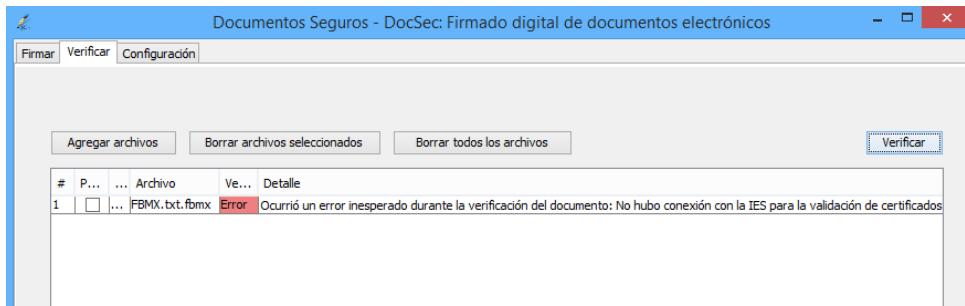 Documentos Seguros - DocSec: Firmado digital de documentos electrónicos
Firmar Verificar Configuración
Agregar archivos Borrar archivos seleccionados Borrar todos los archivos Verificar
# P... ... Archivo Ve... Detalle
1 ... FBMX.txt.fbmx Error Ocurrió un error inesperado durante la verificación del documento: No hubo conexión con la IES para la validación de certificados